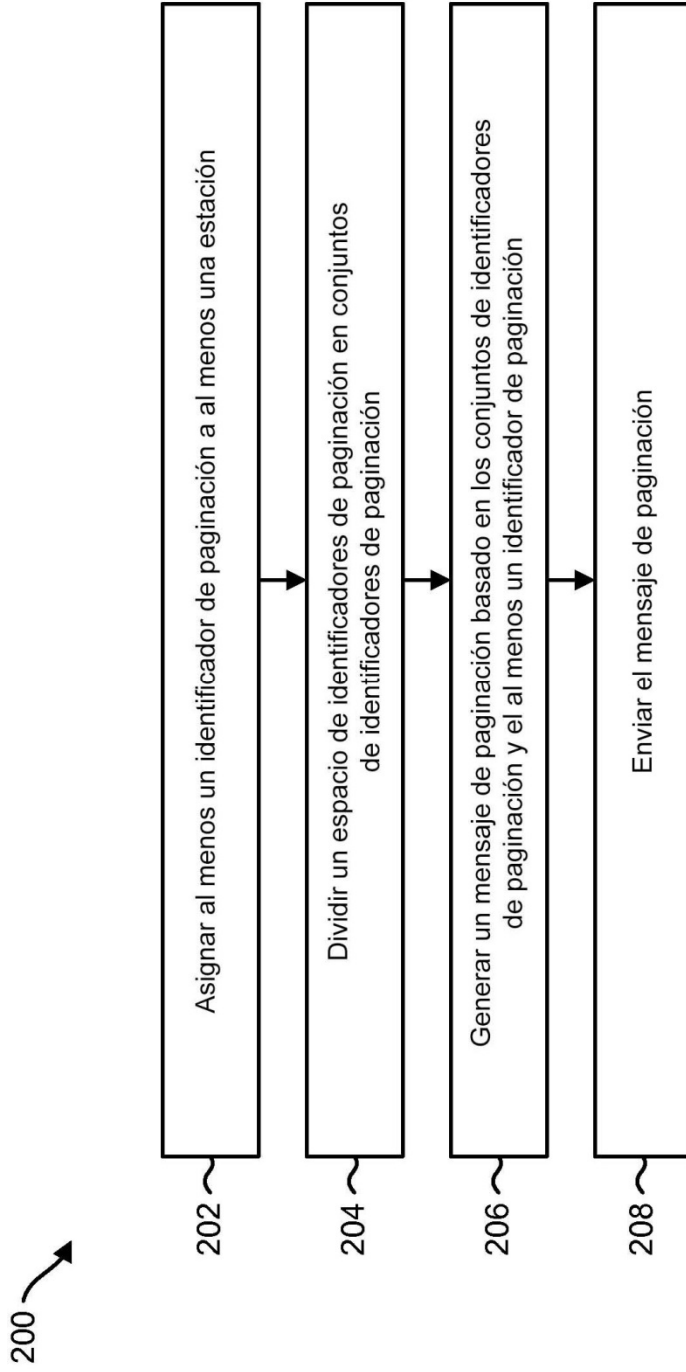 200
202
Asignar al menos un identificador de paginación a al menos una estación
204
Dividir un espacio de identificadores de paginación en conjuntos
de identificadores de paginación
206
Generar un mensaje de paginación basado en los conjuntos de identificadores
de paginación y el al menos un identificador de paginación
208
Enviar el mensaje de paginación